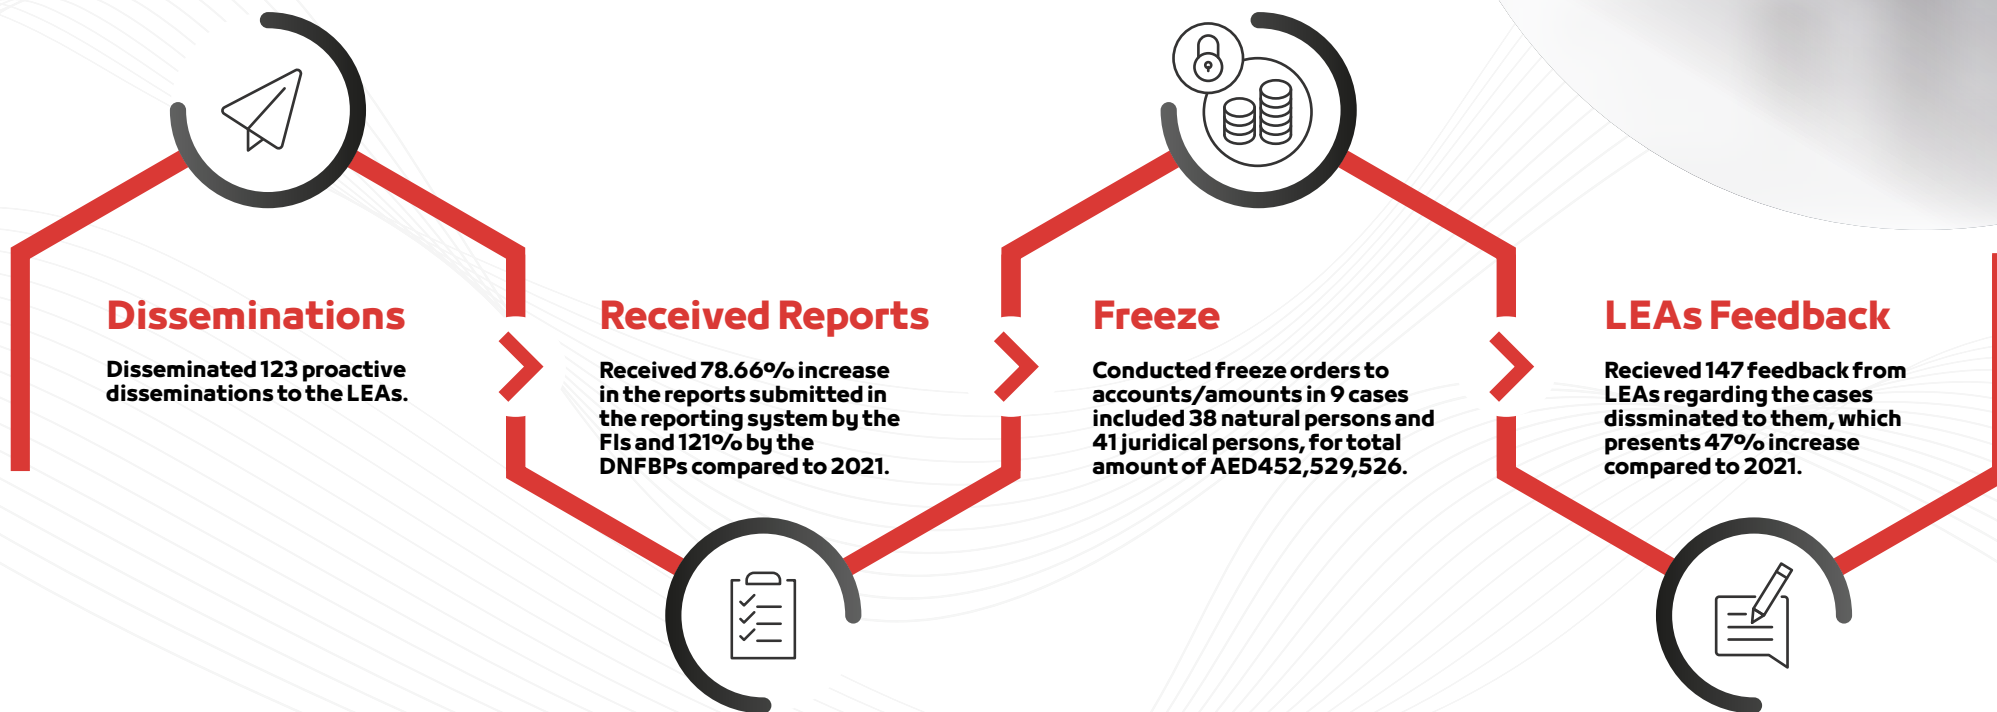 Disseminations
Disseminated 123 proactive
disseminations to the LEAs.
Received Reports
Received 78.66% increase
in the reports submitted in
the reporting system by the
FIs and 121% by the
DNFBPs compared to 2021.
Freeze
Conducted freeze orders to
accounts/amounts in 9 cases
included 38 natural persons and
41 juridical persons, for total
amount of AED452,529,526.
LEAs Feedback
Recieved 147 feedback from
LEAs regarding the cases
dissminated to them, which
presents 47% increase
compared to 2021.